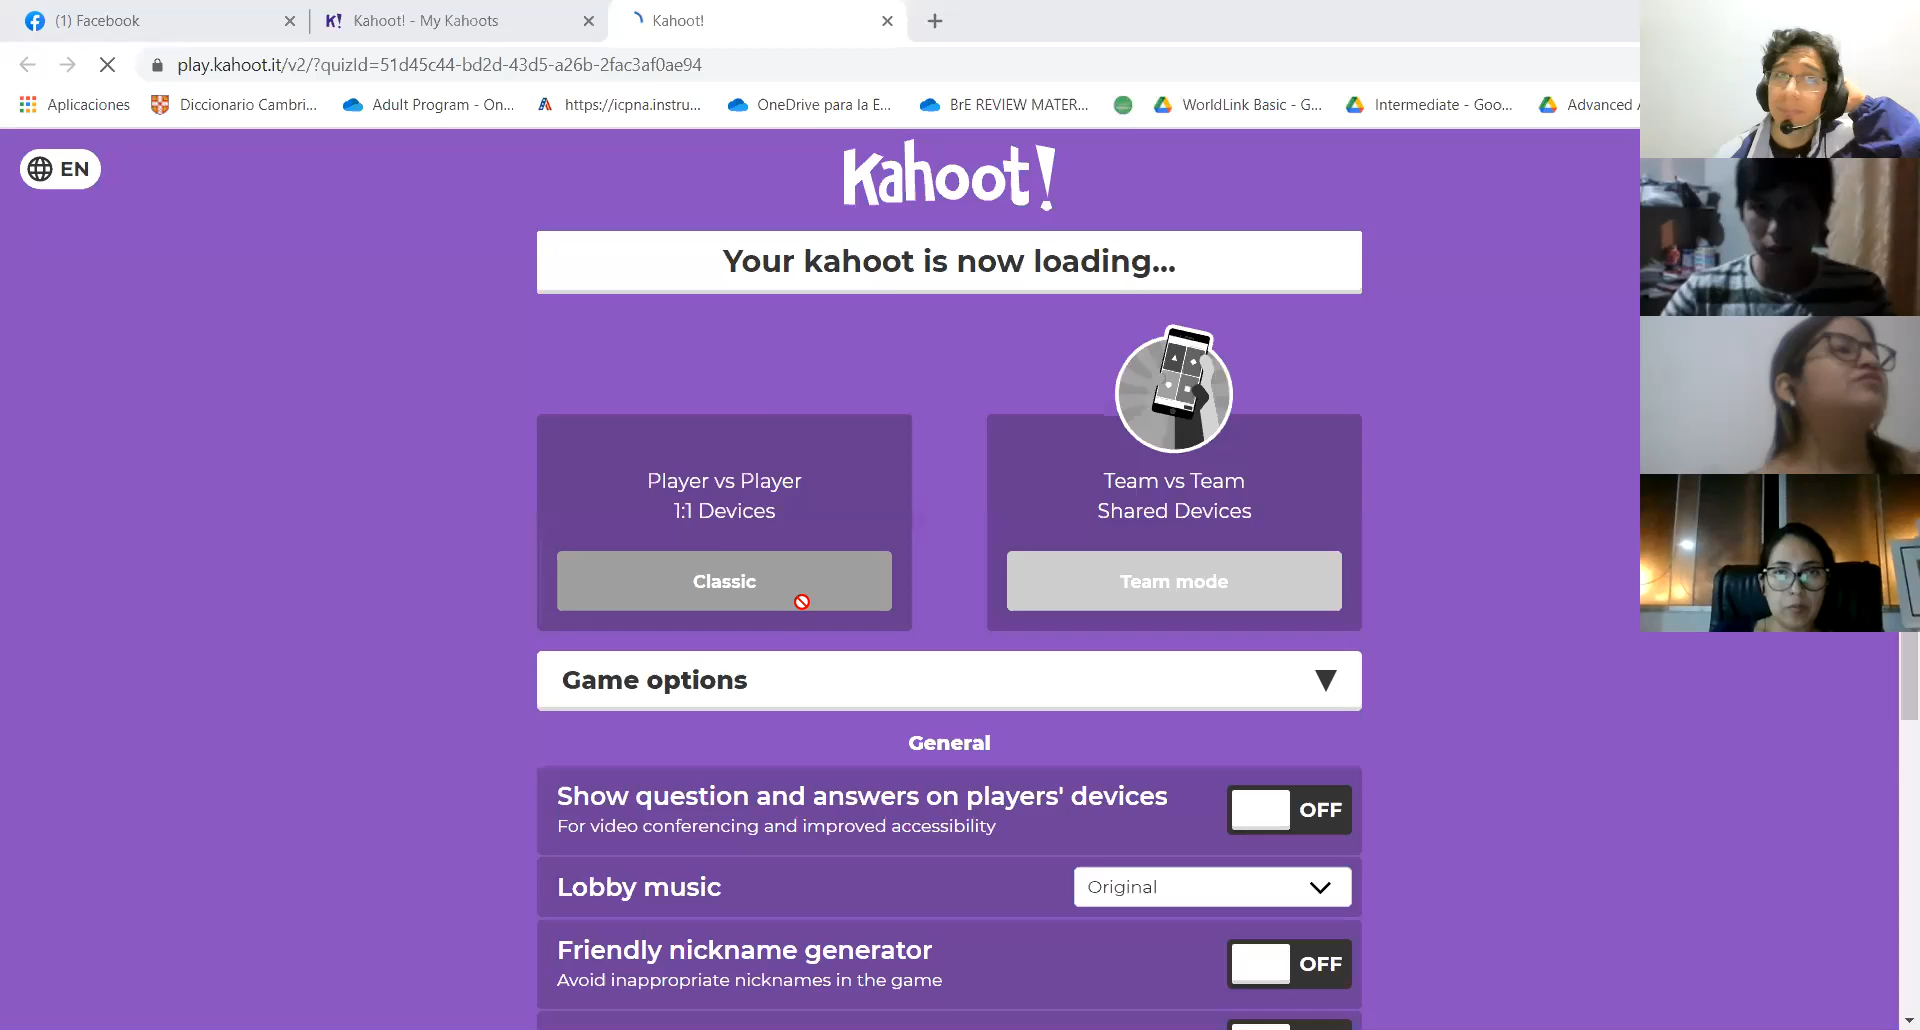 (1) Facebook
Kahoot! - My Kahoots
Kahoot!
play.kahoot.it/v2/?quizId=51d45c44-bd2d-43d5-a26b-2fac3af0ae94
Aplicaciones
Diccionario Cambri...
Adult Program - On...
https://icpna.instru...
OneDrive para la E...
BrE REVIEW MATER...
WorldLink Basic - G...
Intermediate - Goo...
Advanced
EN
Kahoot!
Your kahoot is now loading...
Player vs Player
1:1 Devices
Classic
Team vs Team
Shared Devices
Team mode
Game options
General
Show question and answers on players' devices
For video conferencing and improved accessibility
OFF
Lobby music
Original
Friendly nickname generator
Avoid inappropriate nicknames in the game
OFF